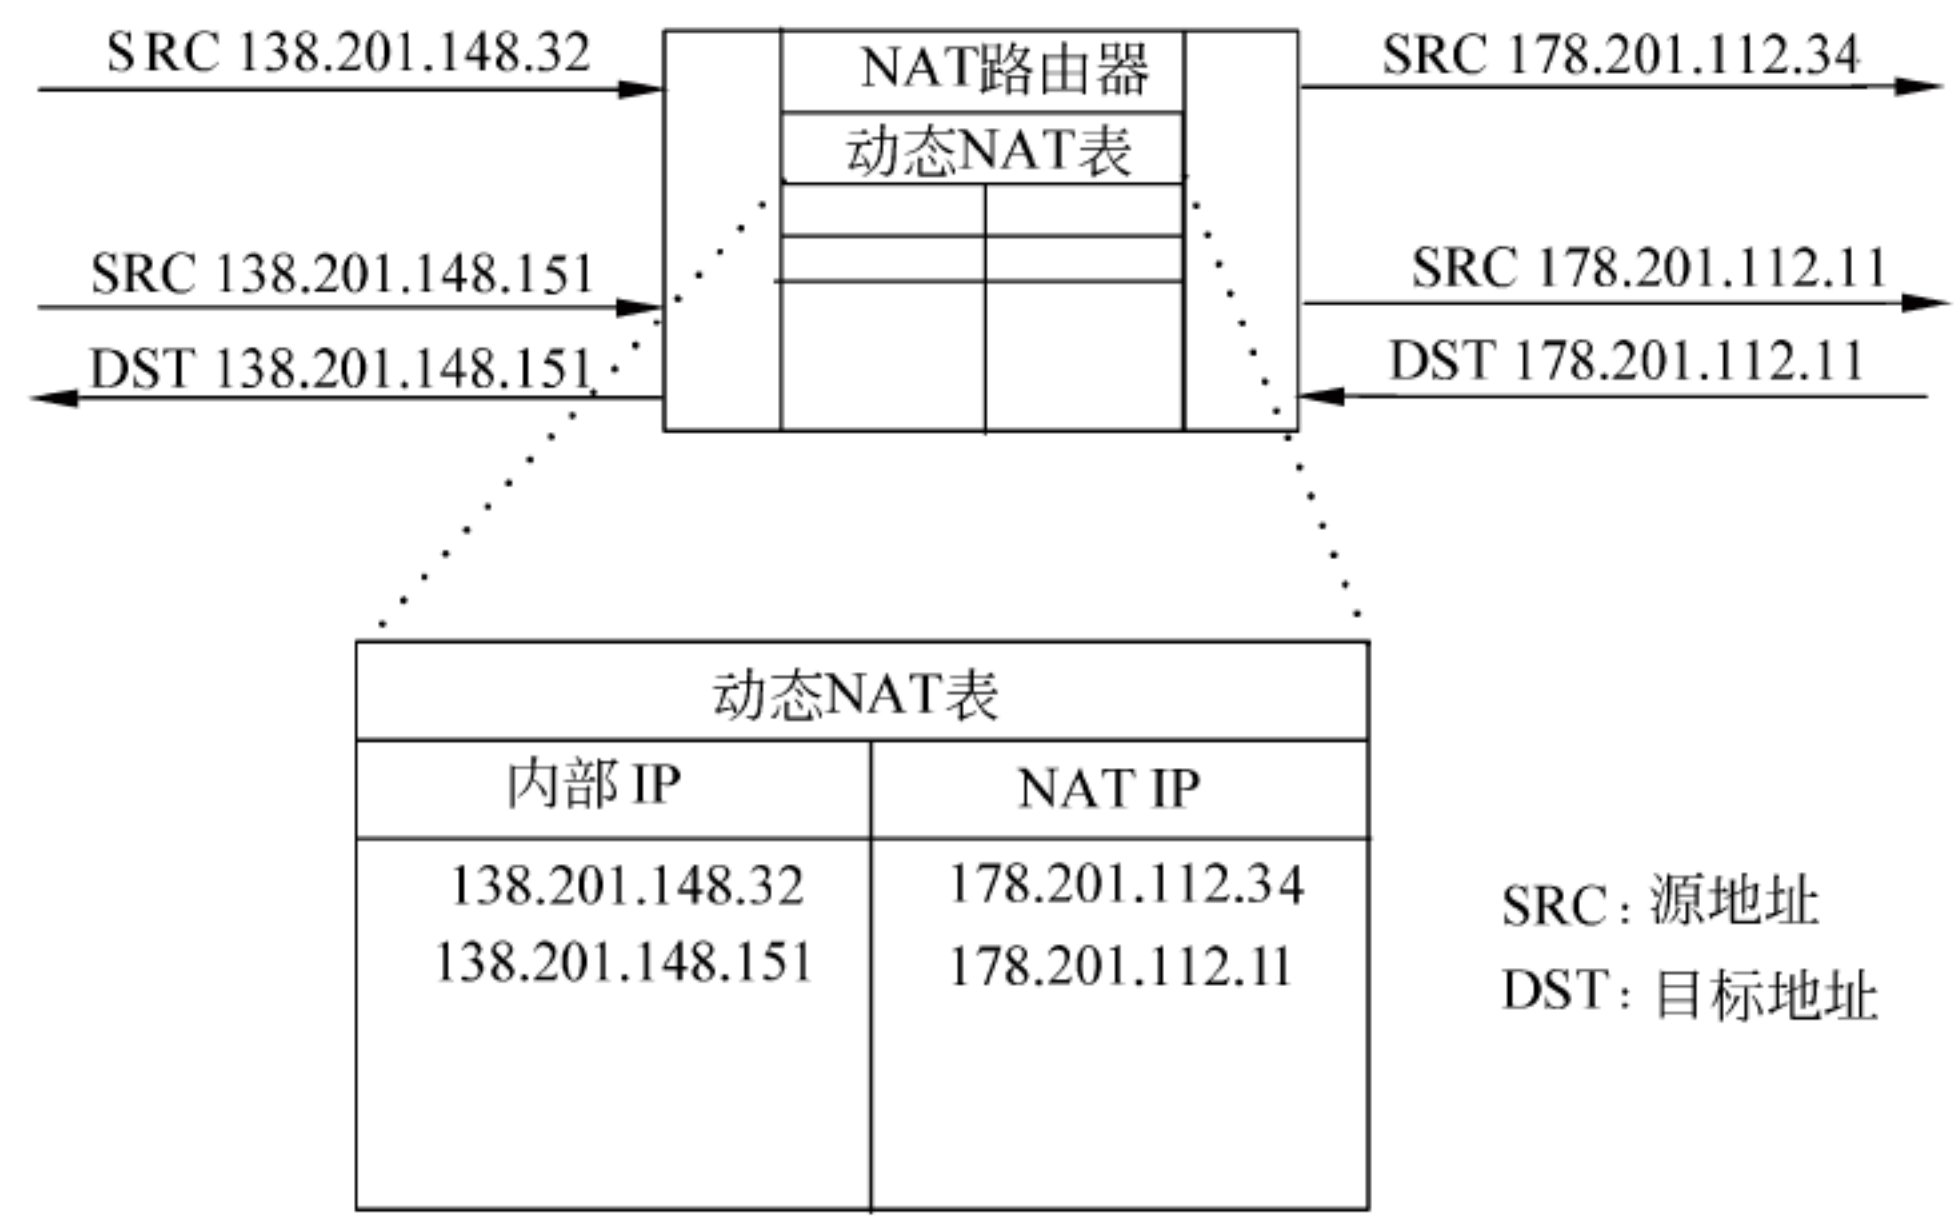 SRC 138.201.148.32
NAT路由器
SRC 178.201.112.34
动态NAT表
SRC 138.201.148.151
SRC 178.201.112.11
DST 138.201.148.151
DST 178.201.112.11
动态NAT表
内部 IP
NAT IP
138.201.148.32
178.201.112.34
138.201.148.151
178.201.112.11
SRC：源地址
DST：目标地址